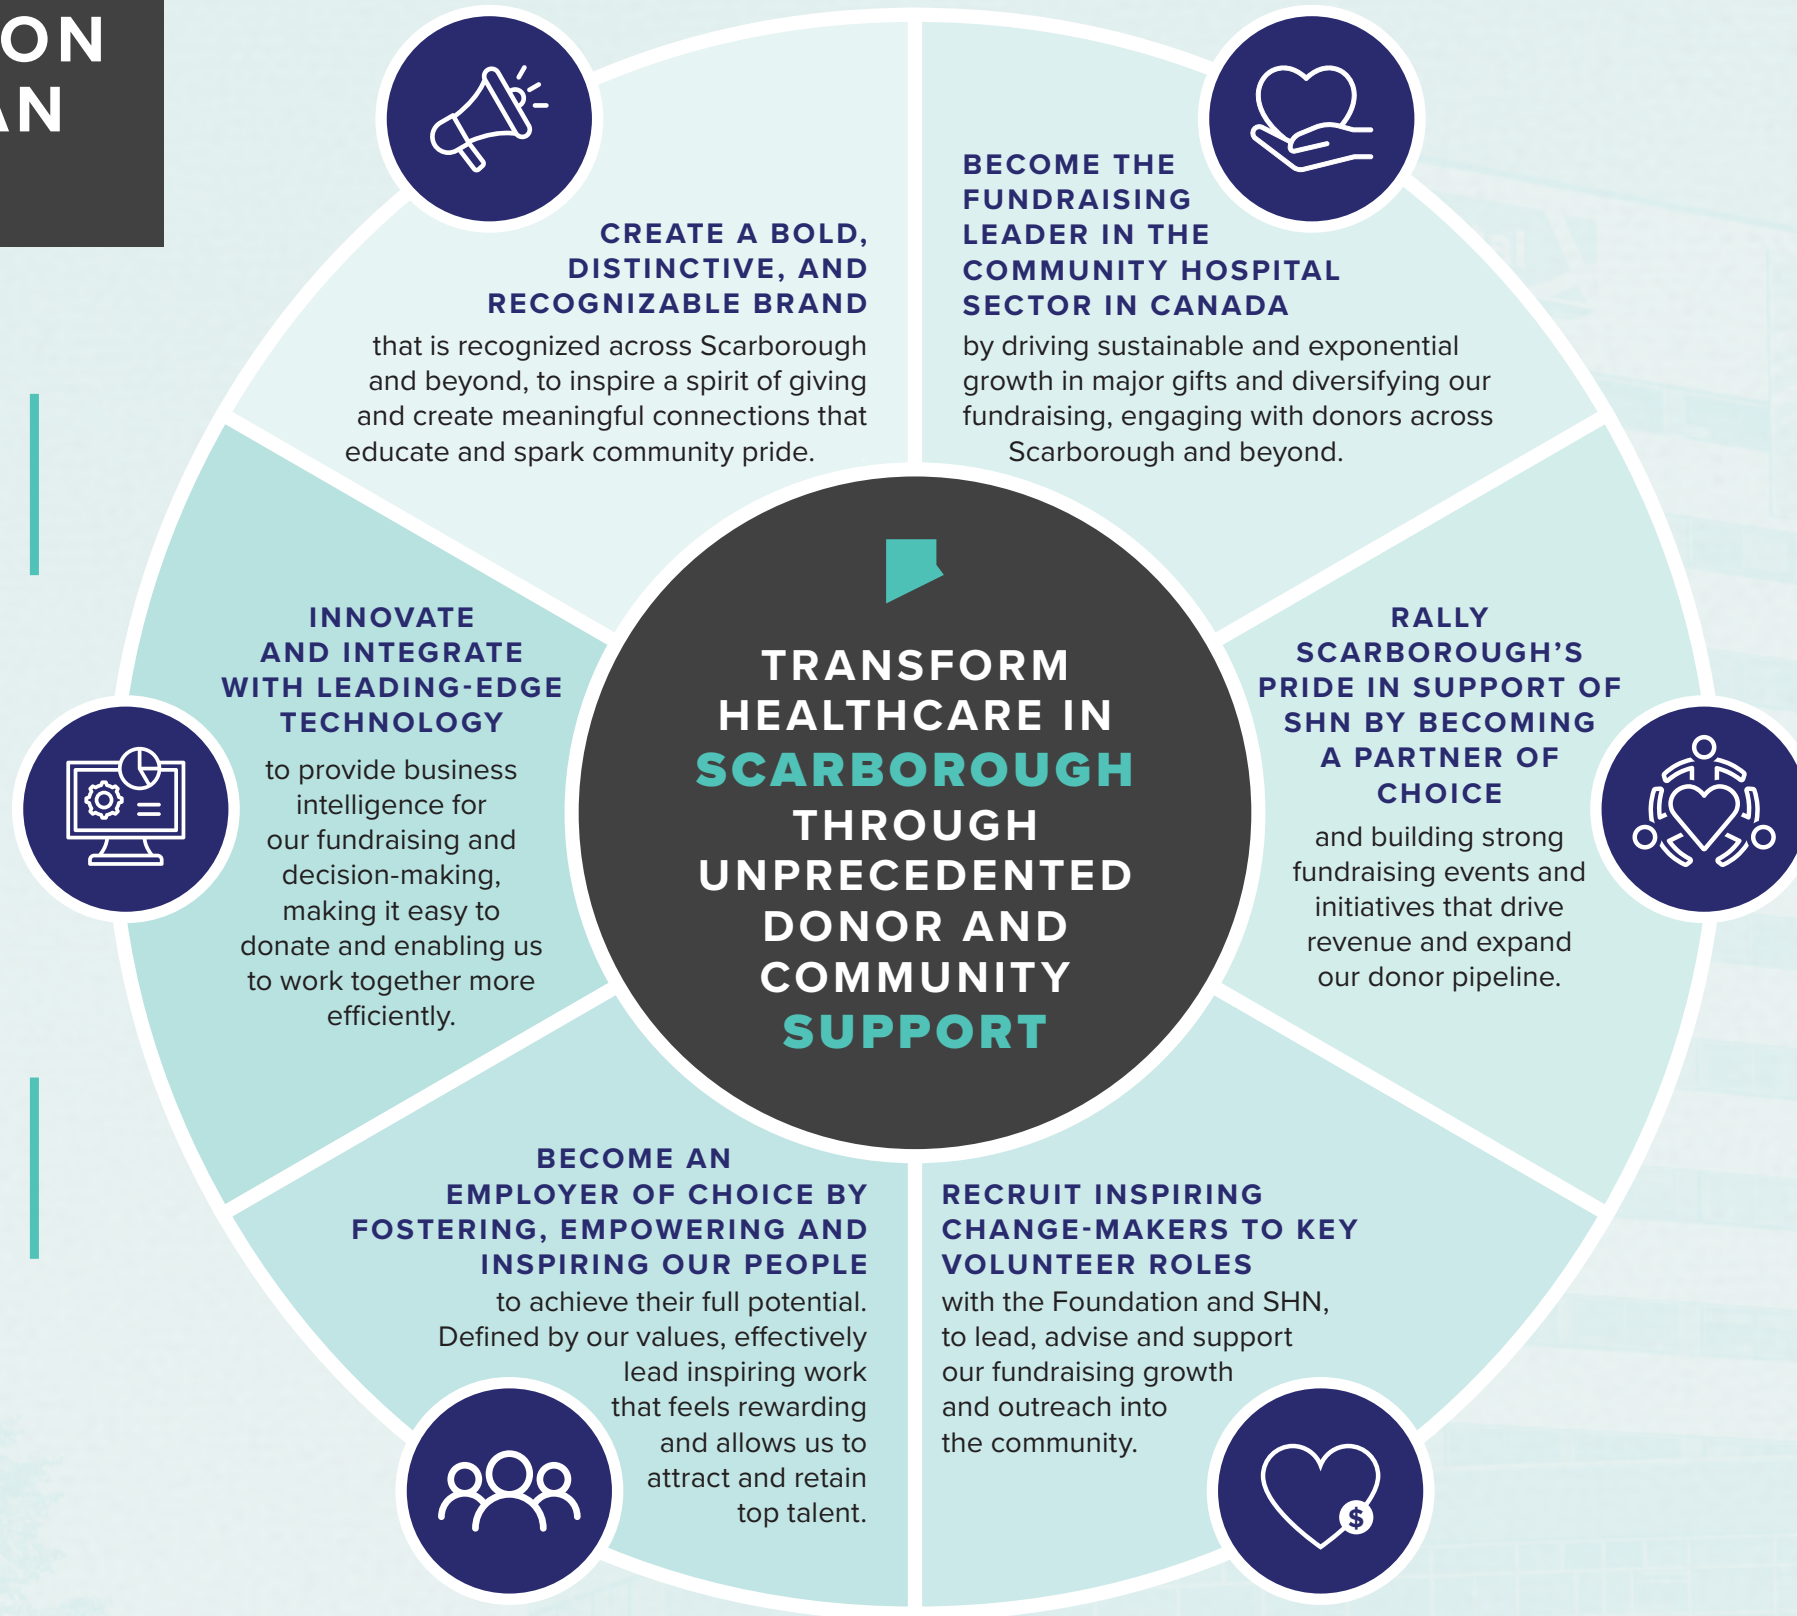 ON
AN
CREATE A BOLD,
DISTINCTIVE, AND
RECOGNIZABLE BRAND
that is recognized across Scarborough
and beyond, to inspire a spirit of giving
and create meaningful connections that
educate and spark community pride.
BECOME THE
FUNDRAISING
LEADER IN THE
COMMUNITY HOSPITAL
SECTOR IN CANADA
by driving sustainable and exponential
growth in major gifts and diversifying our
fundraising, engaging with donors across
Scarborough and beyond.
INNOVATE
AND INTEGRATE
WITH LEADING-EDGE
TECHNOLOGY
to provide business
intelligence for
our fundraising and
decision-making,
making it easy to
donate and enabling us
to work together more
efficiently.
TRANSFORM
HEALTHCARE IN
SCARBOROUGH
THROUGH
UNPRECEDENTED
DONOR AND
COMMUNITY
SUPPORT
RALLY
SCARBOROUGH’S
PRIDE IN SUPPORT OF
SHN BY BECOMING
A PARTNER OF
CHOICE
and building strong
fundraising events and
initiatives that drive
revenue and expand
our donor pipeline.
BECOME AN
EMPLOYER OF CHOICE BY
FOSTERING, EMPOWERING AND
INSPIRING OUR PEOPLE
to achieve their full potential.
Defined by our values, effectively
lead inspiring work
that feels rewarding
and allows us to
attract and retain
top talent.
RECRUIT INSPIRING
CHANGE-MAKERS TO KEY
VOLUNTEER ROLES
with the Foundation and SHN,
to lead, advise and support
our fundraising growth
and outreach into
the community.
$